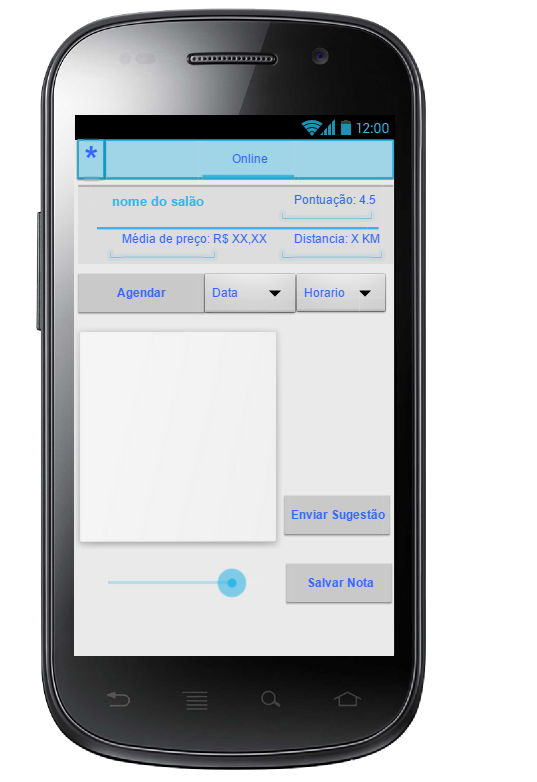 12:00
*
Online
nome do salão
Pontuação: 4.5
Média de preço: R$ XX,XX
Distancia: X KM
Agendar
Data
Horario
Enviar Sugestão
Salvar Nota